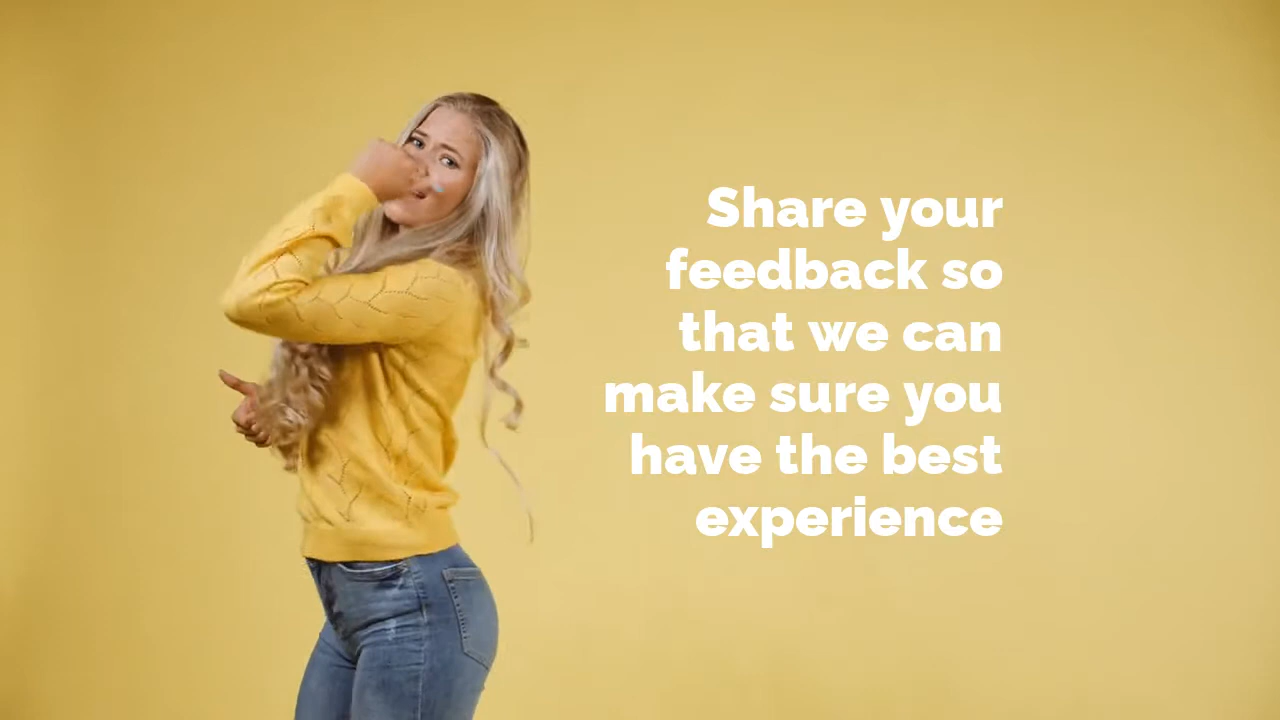 Share your
feedback so
that we can
make sure you
have the best
experience